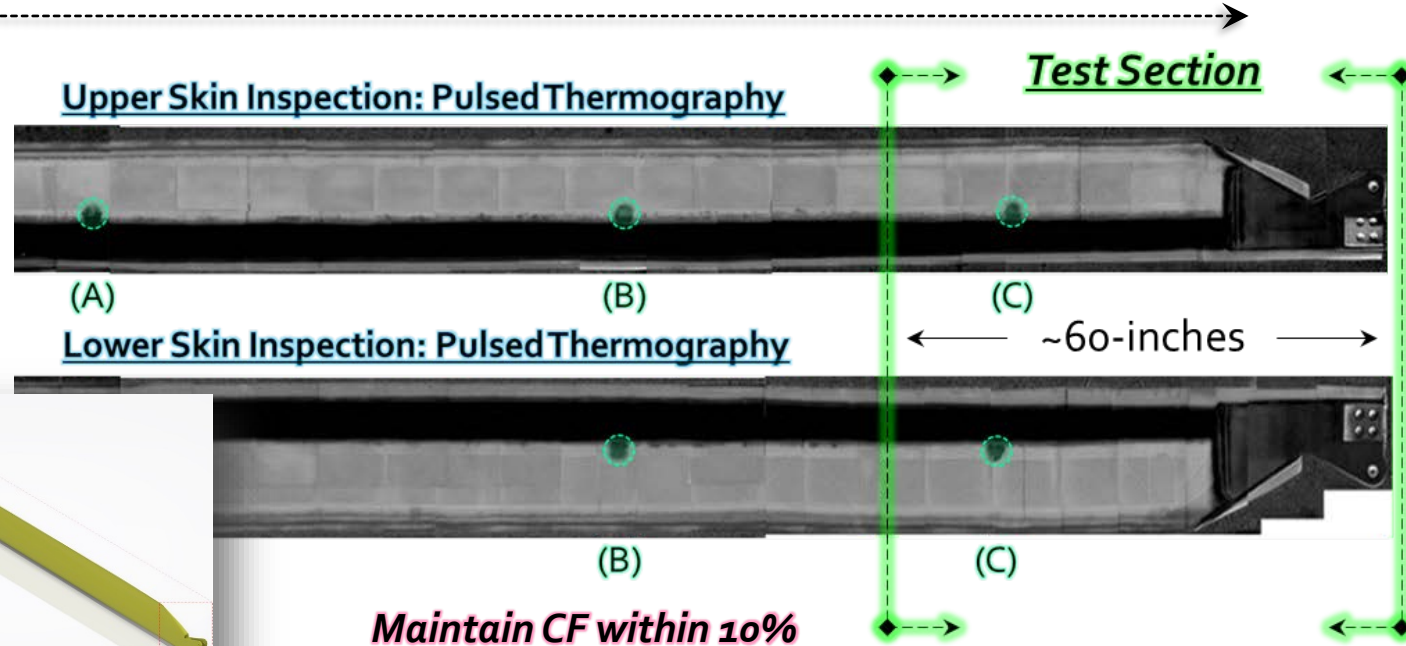 Test Section
Upper Skin Inspection: Pulsed Thermography
(A) (B) (C)
~60-inches
Lower Skin Inspection: Pulsed Thermography
(B) (C)
Maintain CF within 10%